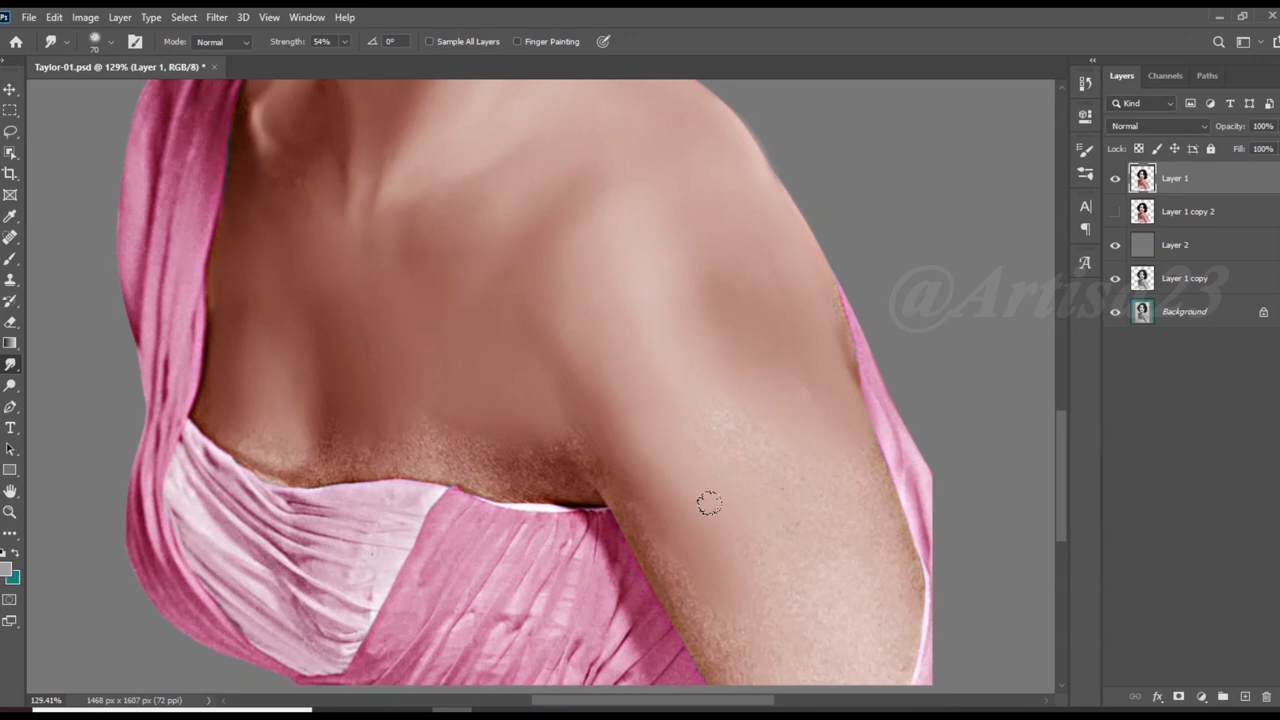 Ps File Edit Image Layer Type Select Filter 3D View Window Help
70 Mode: Normal Strength: 54% 0° Sample All Layers Finger Painting
Taylor-01.psd @ 129% (Layer 1, RGB/8) * ×
Layers Channels Paths
Kind
Normal Opacity: 100%
Lock: Fill: 100%
Layer 1
Layer 1 copy 2
Layer 2
Layer 1 copy
Background
129.41% 1468 px x 1607 px (72 ppi)